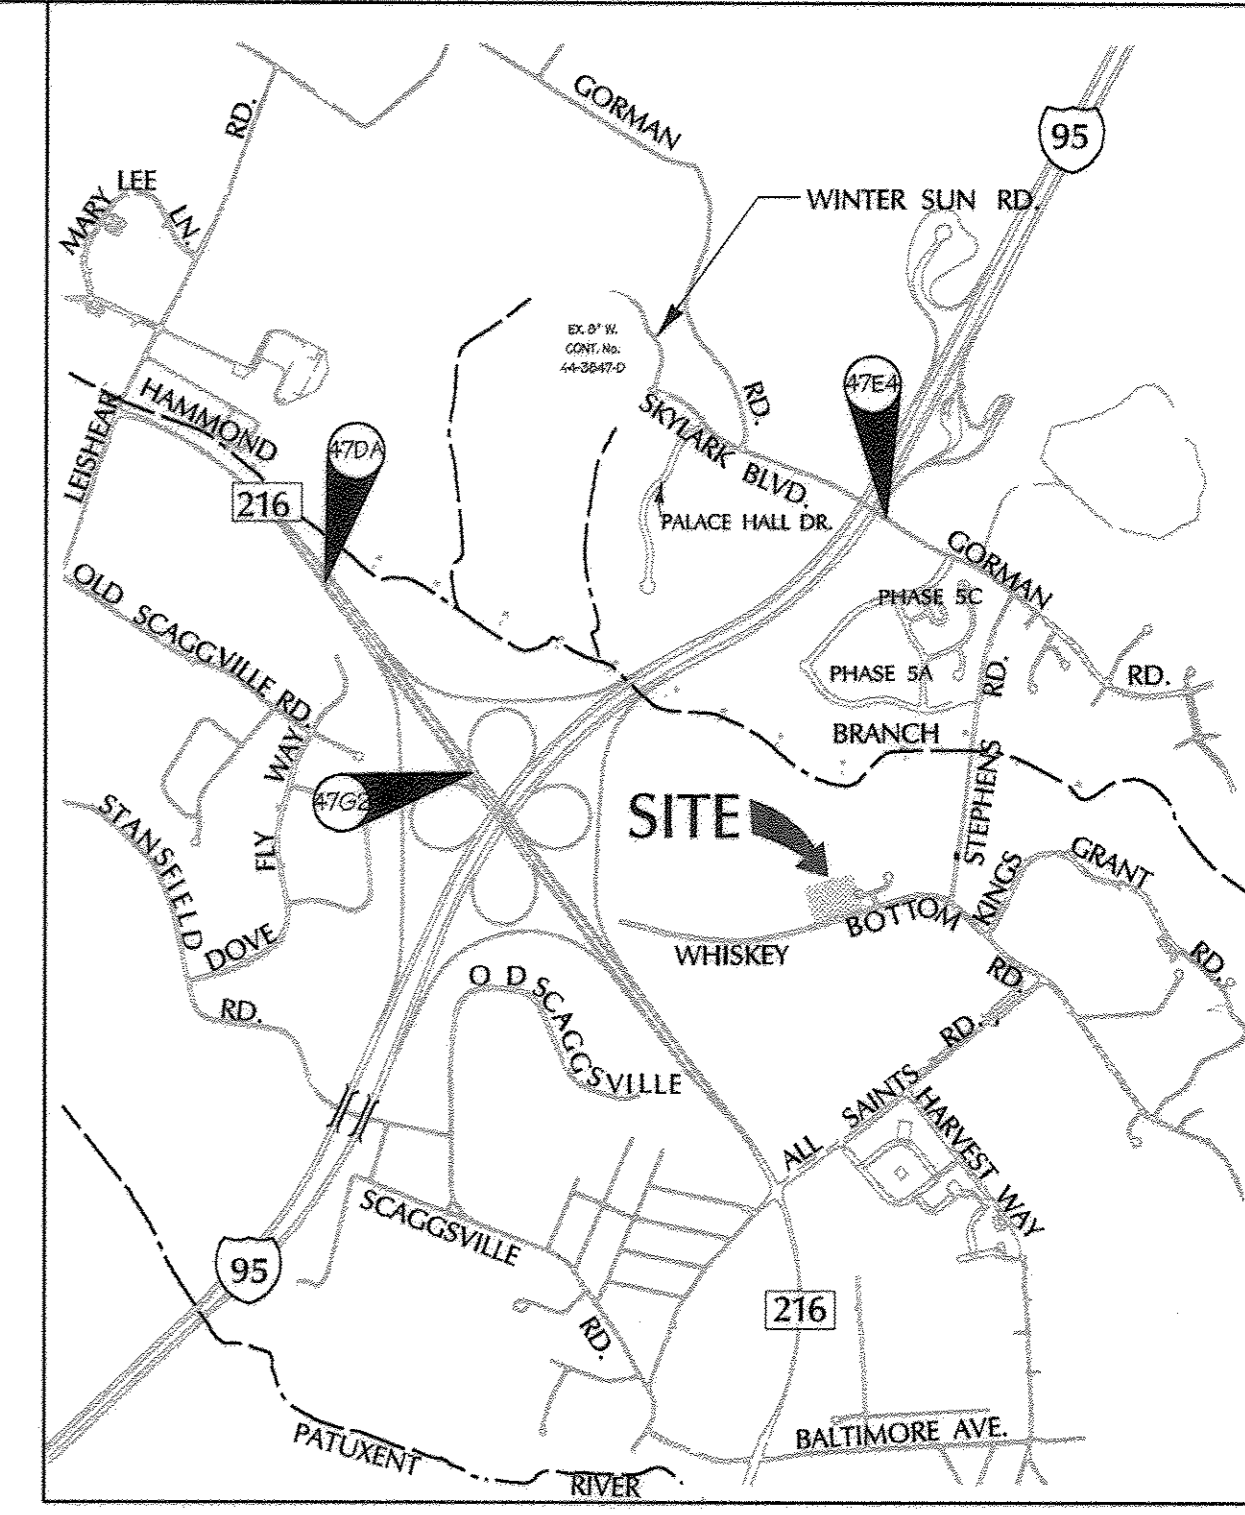 GORMAN
RD.
95
MARY LEE LN.
WINTER SUN RD.
EX. 8" W.
CONT. No.
44-3847-D
RD.
47E4
HAMMOND
SKYLARK BLVD.
LEISHEAR
47DA
216
PALACE HALL DR.
GORMAN
OLD SCAGGVILLE RD.
PHASE 5C
PHASE 5A
RD.
RD.
BRANCH
FLY WAY
47G2
SITE
STEPHENS
STANSFIELD
KINGS
GRANT
DOVE
BOTTOM
WHISKEY
RD.
RD.
RD.
OLD SCAGGSVILLE
ALL SAINTS RD.
HARVEST WAY
SCAGGSVILLE
95
216
RD.
BALTIMORE AVE.
PATUXENT
RIVER